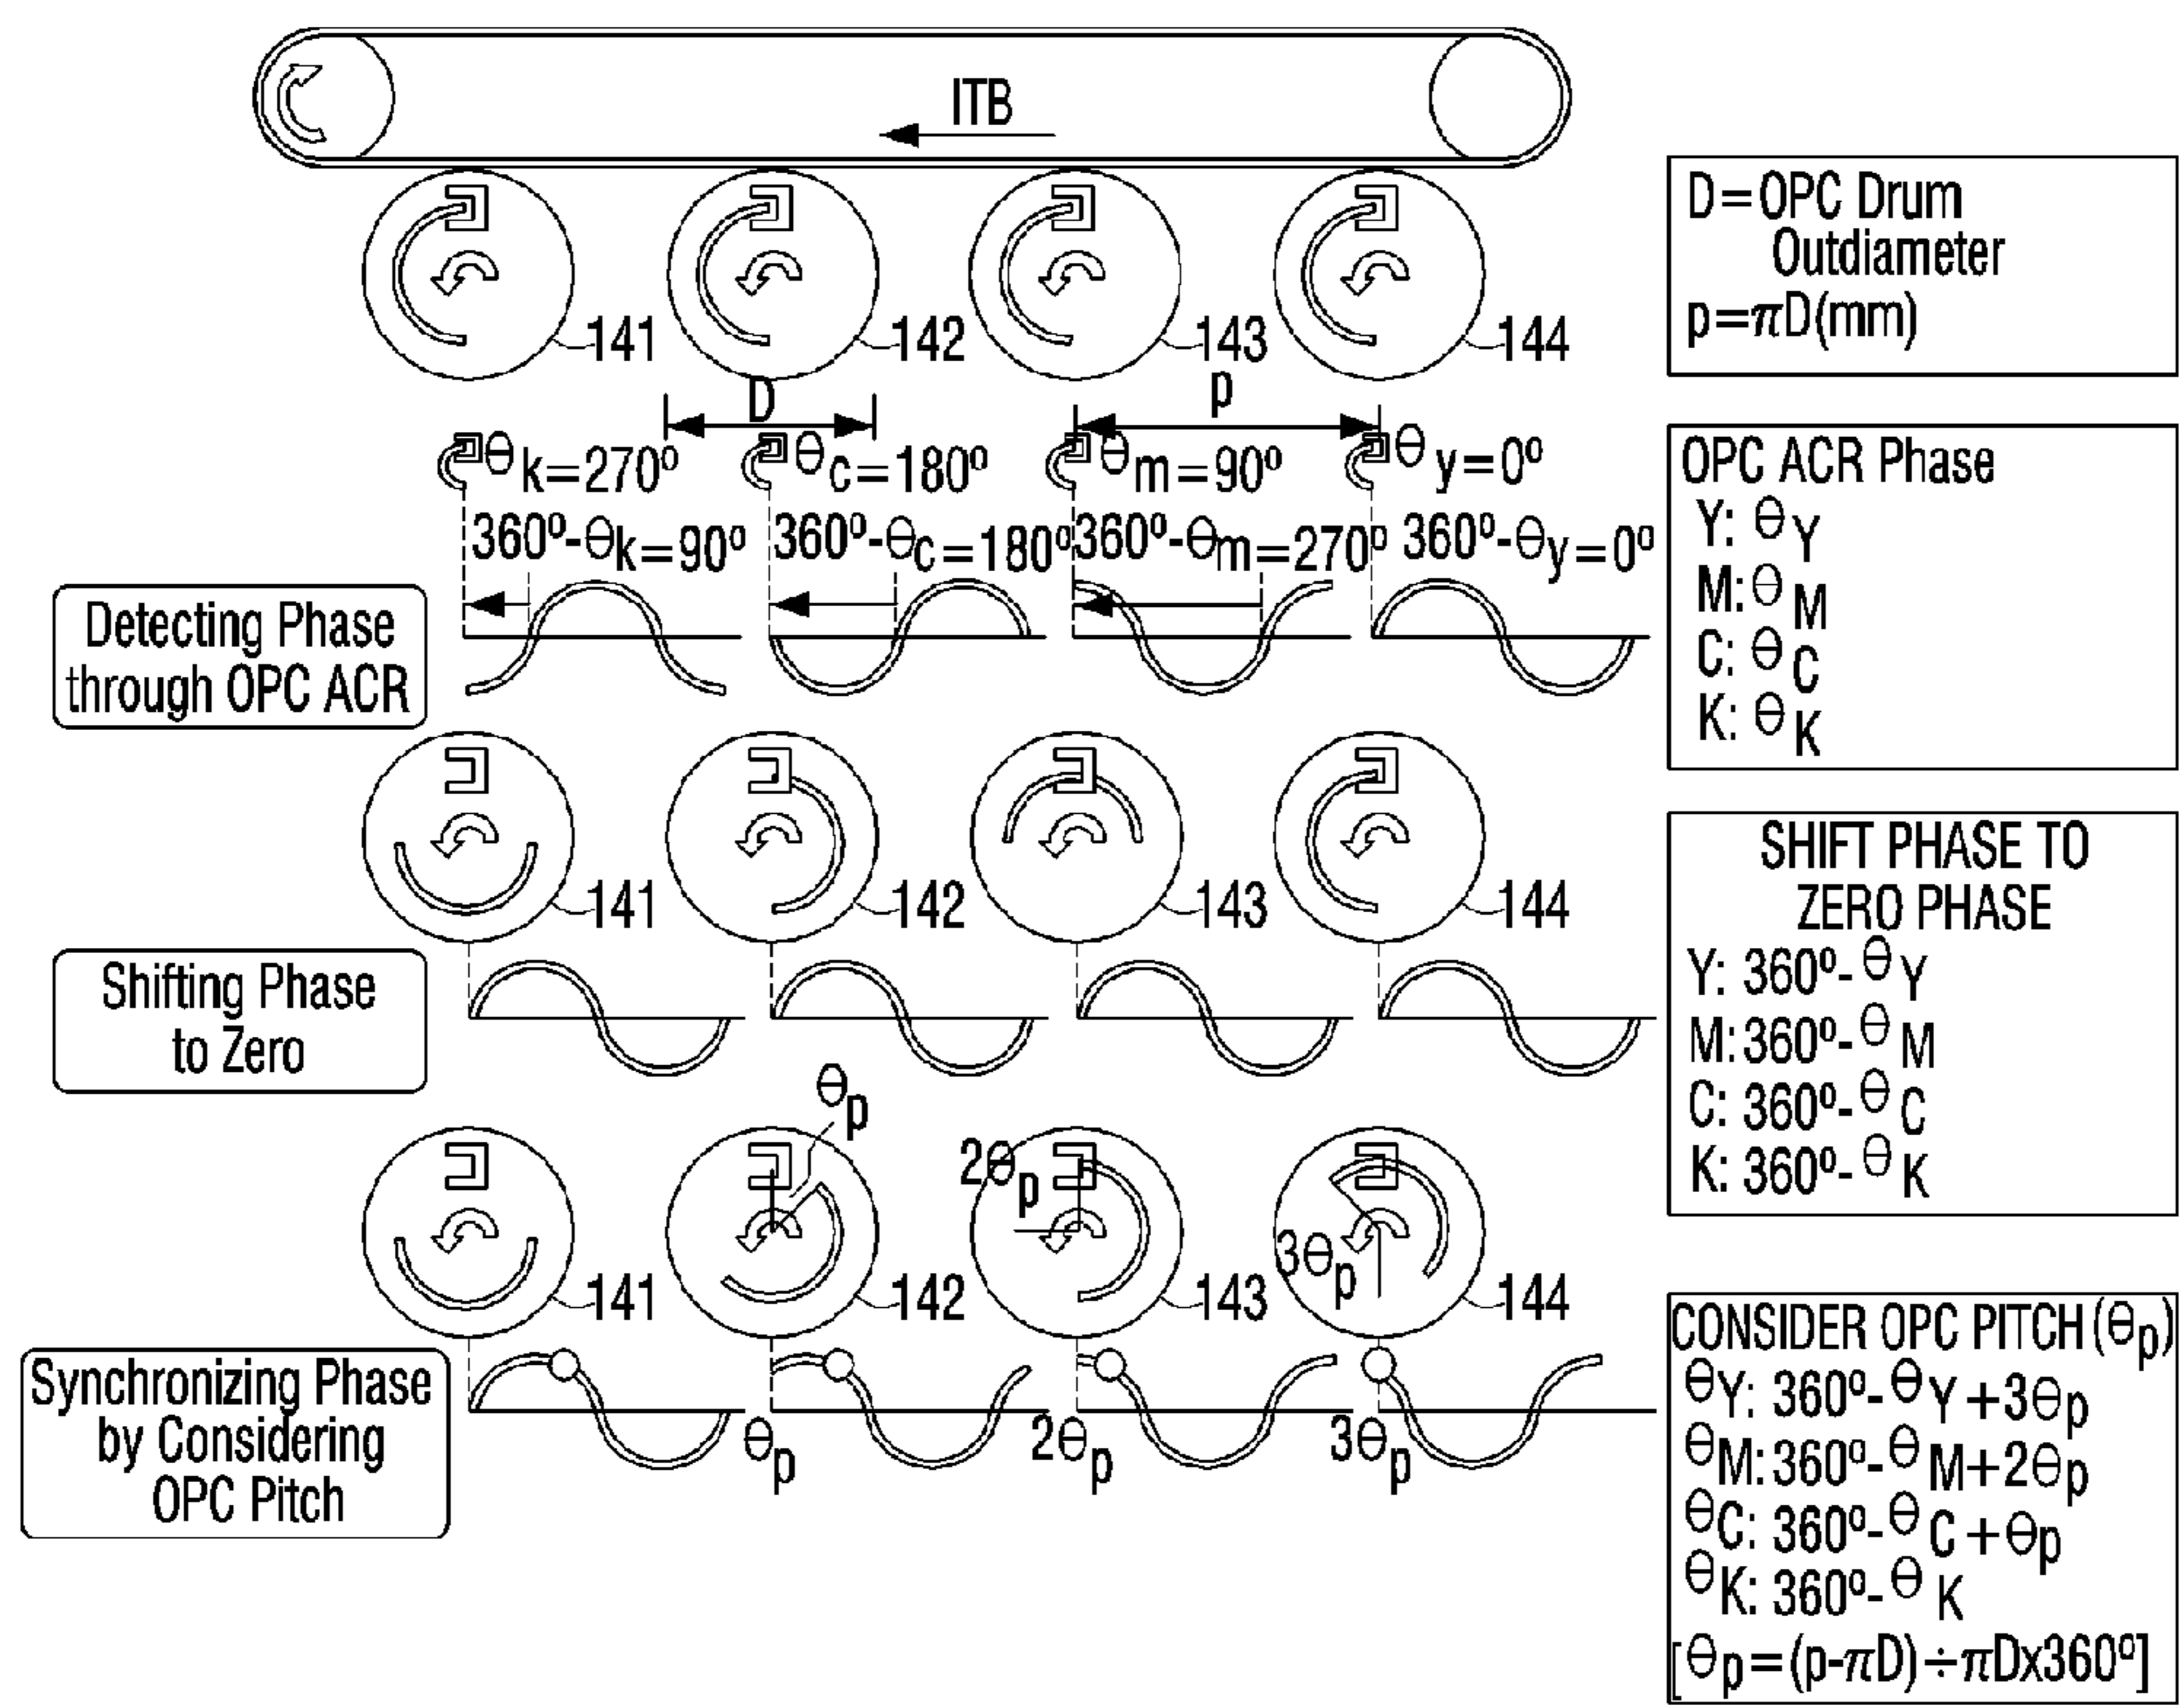 ITB
141
142
143
144
D
p
θk=270º
θc=180º
θm=90º
θy=0º
360º-θk=90º
360º-θc=180º
360º-θm=270º
360º-θy=0º
Detecting Phase
through OPC ACR
141
142
143
144
Shifting Phase
to Zero
θp
2θp
3θp
141
142
143
144
Synchronizing Phase
by Considering
OPC Pitch
θp
2θp
3θp
D=OPC Drum
Outdiameter
p=πD(mm)
OPC ACR Phase
Y: θY
M: θM
C: θC
K: θK
SHIFT PHASE TO
ZERO PHASE
Y: 360º-θY
M: 360º-θM
C: 360º-θC
K: 360º-θK
CONSIDER OPC PITCH (θp)
θY: 360º-θY+3θp
θM: 360º-θM+2θp
θC: 360º-θC+θp
θK: 360º-θK
[θp=(p-πD)÷πDx360º]